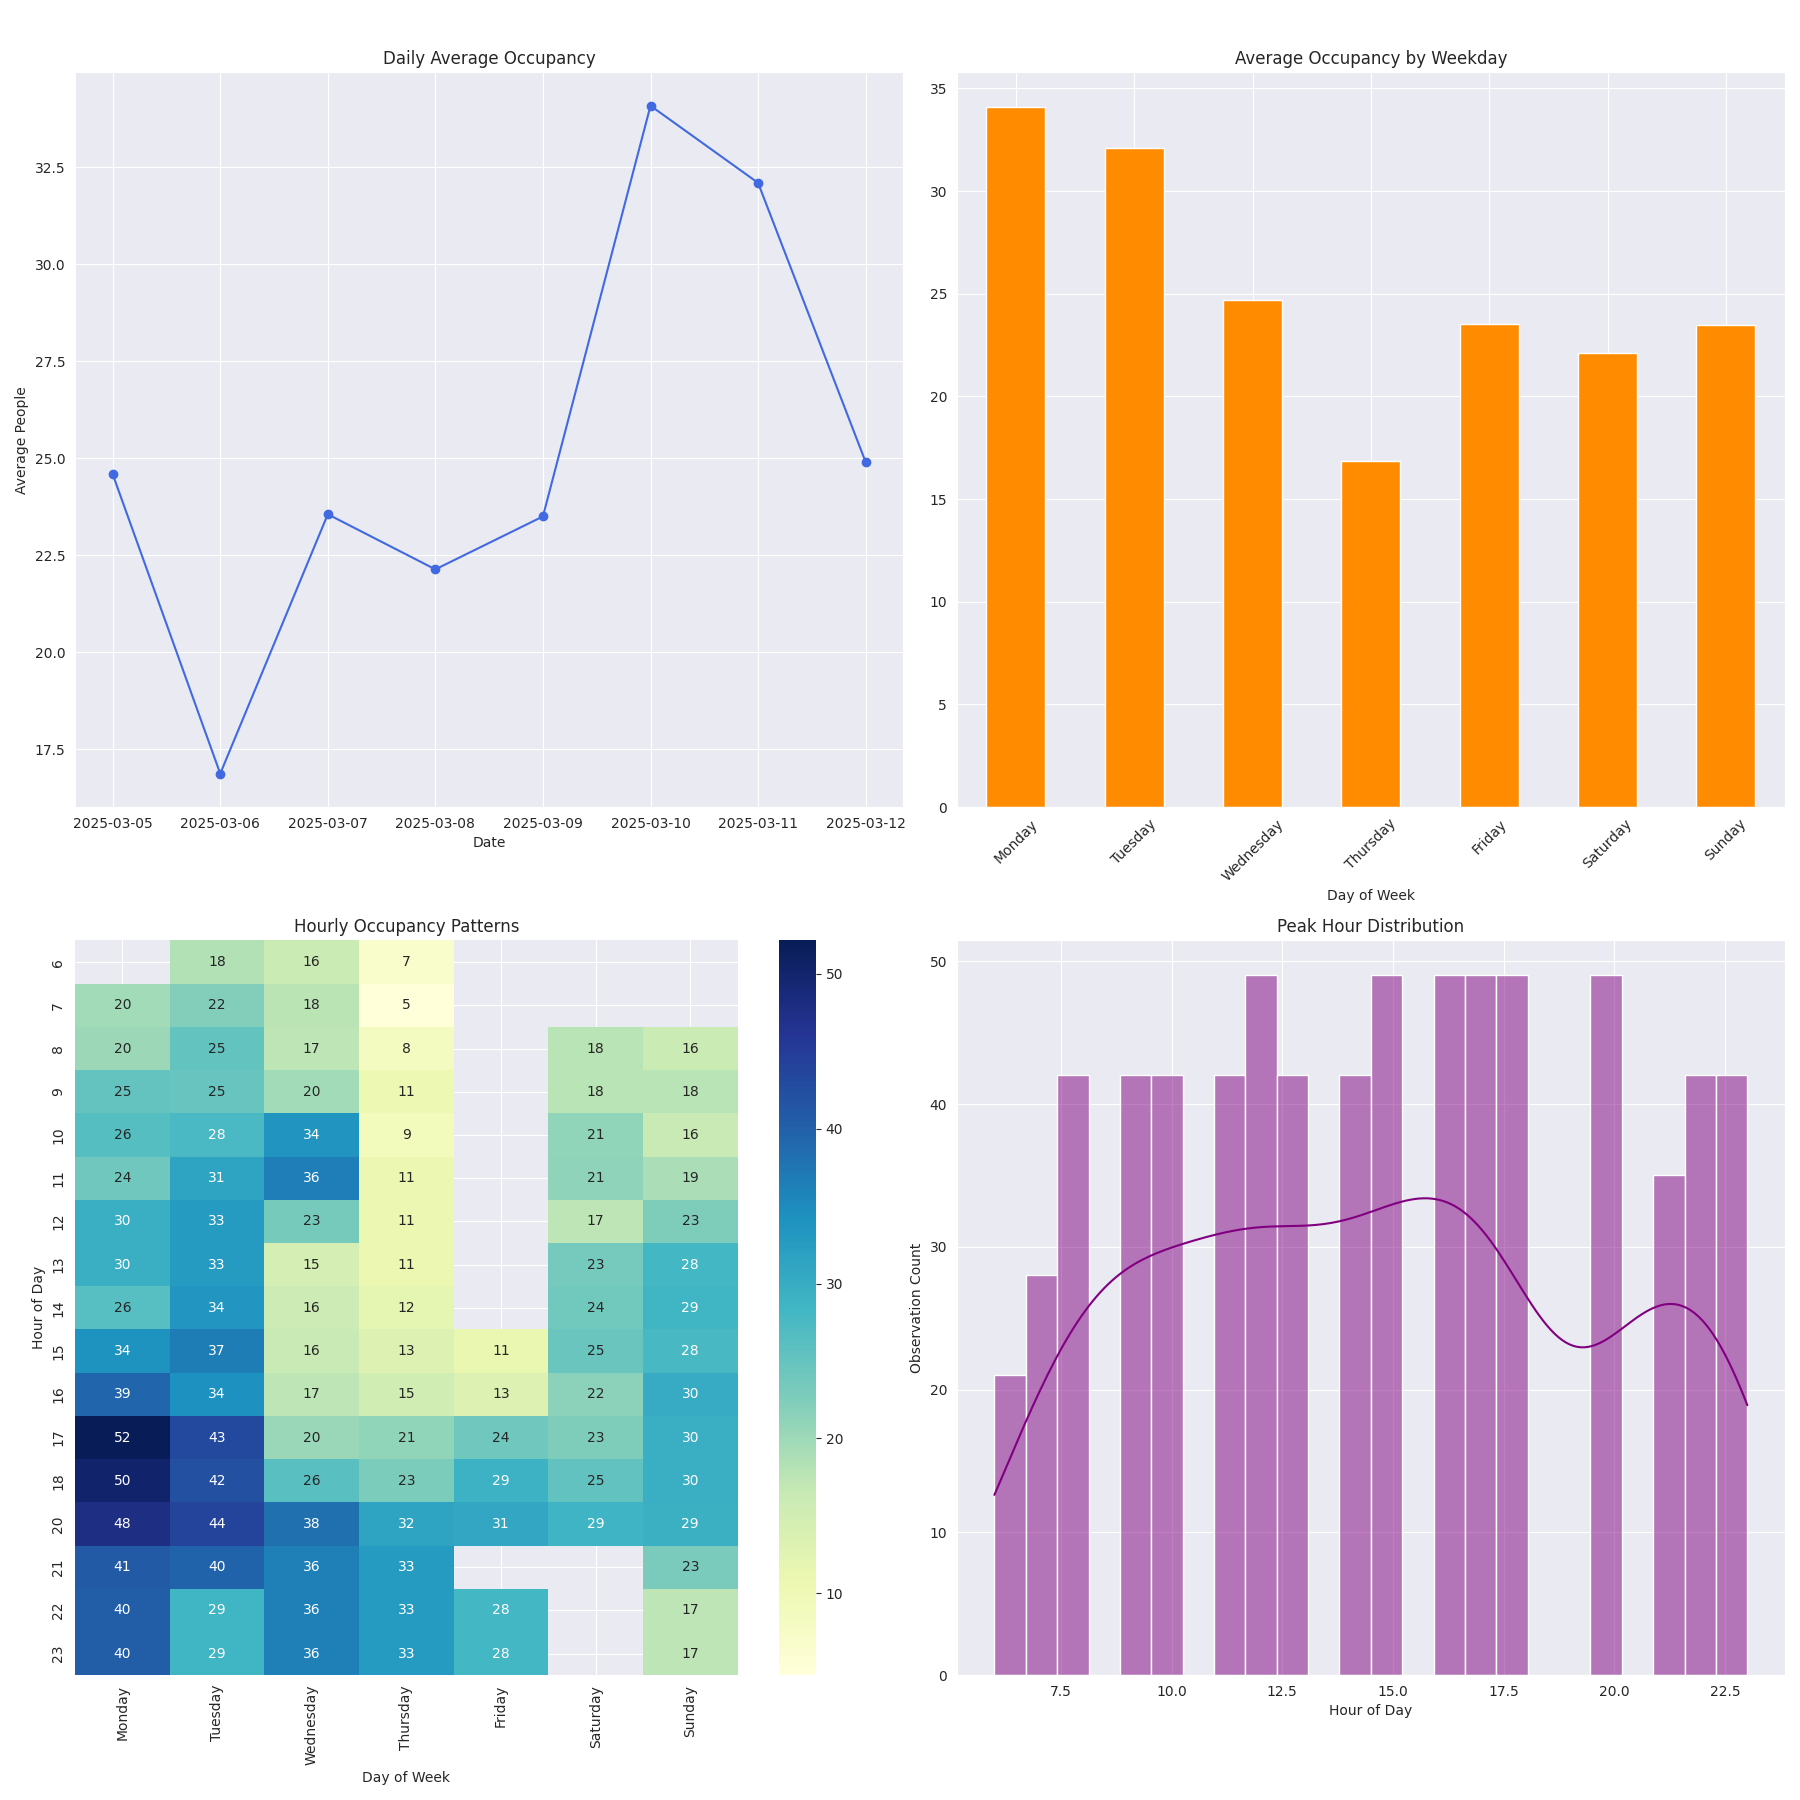 Daily Average Occupancy
32.5
30.0
27.5
25.0
22.5
20.0
17.5
Average People
2025-03-05 2025-03-06 2025-03-07 2025-03-08 2025-03-09 2025-03-10 2025-03-11 2025-03-12
Date
Average Occupancy by Weekday
35
30
25
20
15
10
5
0
Monday Tuesday Wednesday Thursday Friday Saturday Sunday
Day of Week
Hourly Occupancy Patterns
Hour of Day
6 18 16 7
7 20 22 18 5
8 20 25 17 8 18 16
9 25 25 20 11 18 18
10 26 28 34 9 21 16
11 24 31 36 11 21 19
12 30 33 23 11 17 23
13 30 33 15 11 23 28
14 26 34 16 12 24 29
15 34 37 16 13 11 25 28
16 39 34 17 15 13 22 30
17 52 43 20 21 24 23 30
18 50 42 26 23 29 25 30
20 48 44 38 32 31 29 29
21 41 40 36 33 23
22 40 29 36 33 28 17
23 40 29 36 33 28 17
Monday Tuesday Wednesday Thursday Friday Saturday Sunday
Day of Week
50
40
30
20
10
Peak Hour Distribution
50
40
30
20
10
0
Observation Count
7.5 10.0 12.5 15.0 17.5 20.0 22.5
Hour of Day